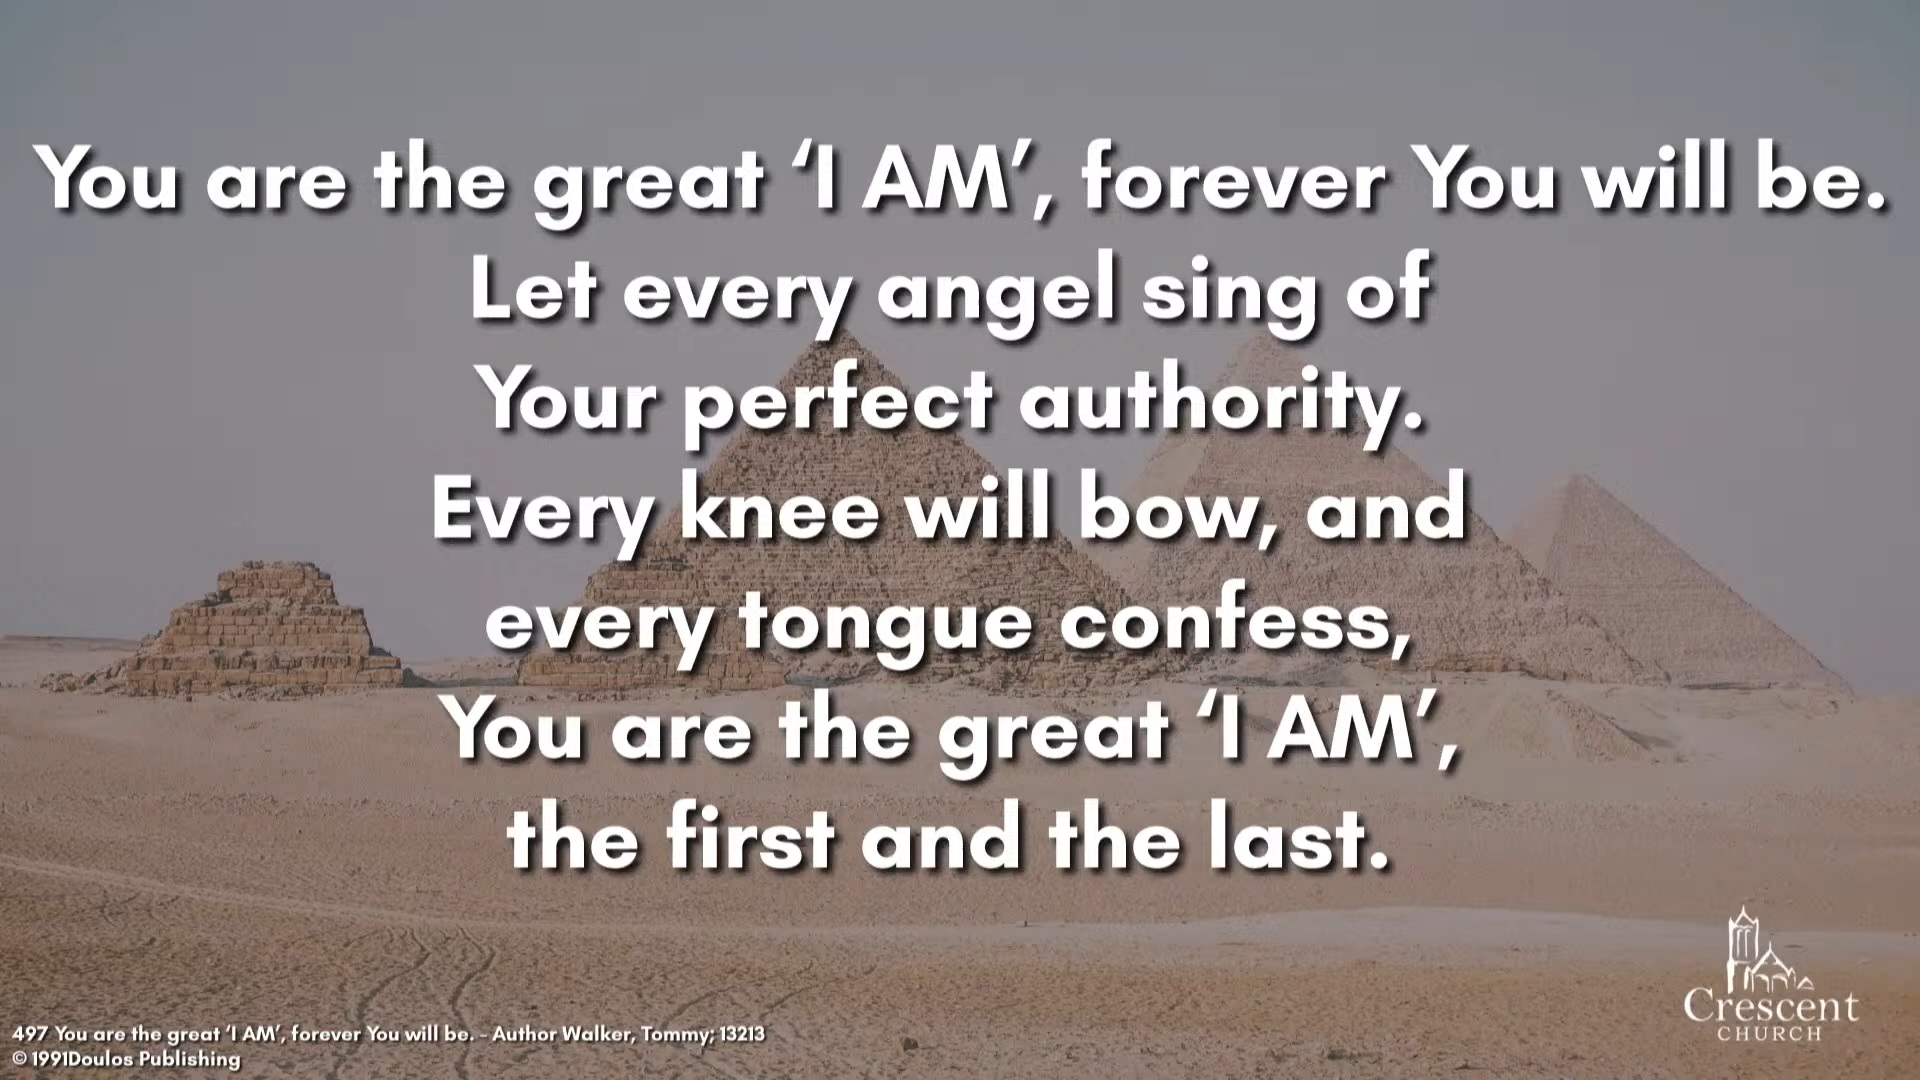 You are the great ‘I AM’, forever You will be.
Let every angel sing of
Your perfect authority.
Every knee will bow, and
every tongue confess,
You are the great ‘I AM’,
the first and the last.
Crescent
CHURCH
497 You are the great ‘I AM’, forever You will be. - Author Walker, Tommy; 13213
© 1991Doulos Publishing